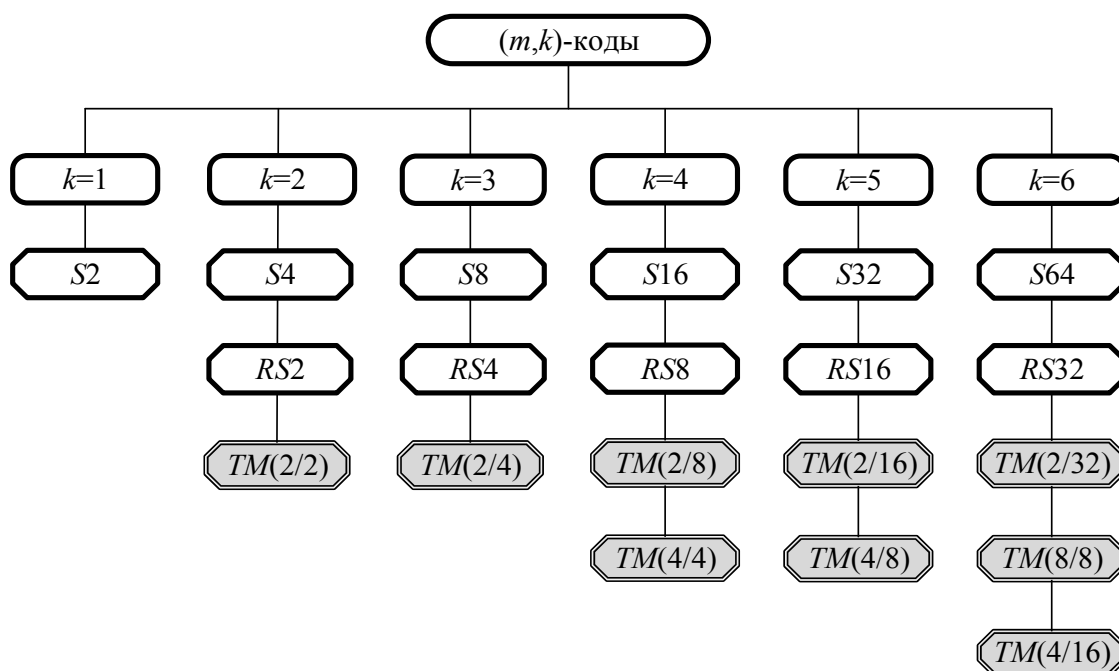 (m,k)-коды
k=1
k=2
k=3
k=4
k=5
k=6
S2
S4
S8
S16
S32
S64
RS2
RS4
RS8
RS16
RS32
TM(2/2)
TM(2/4)
TM(2/8)
TM(2/16)
TM(2/32)
TM(4/4)
TM(4/8)
TM(8/8)
TM(4/16)